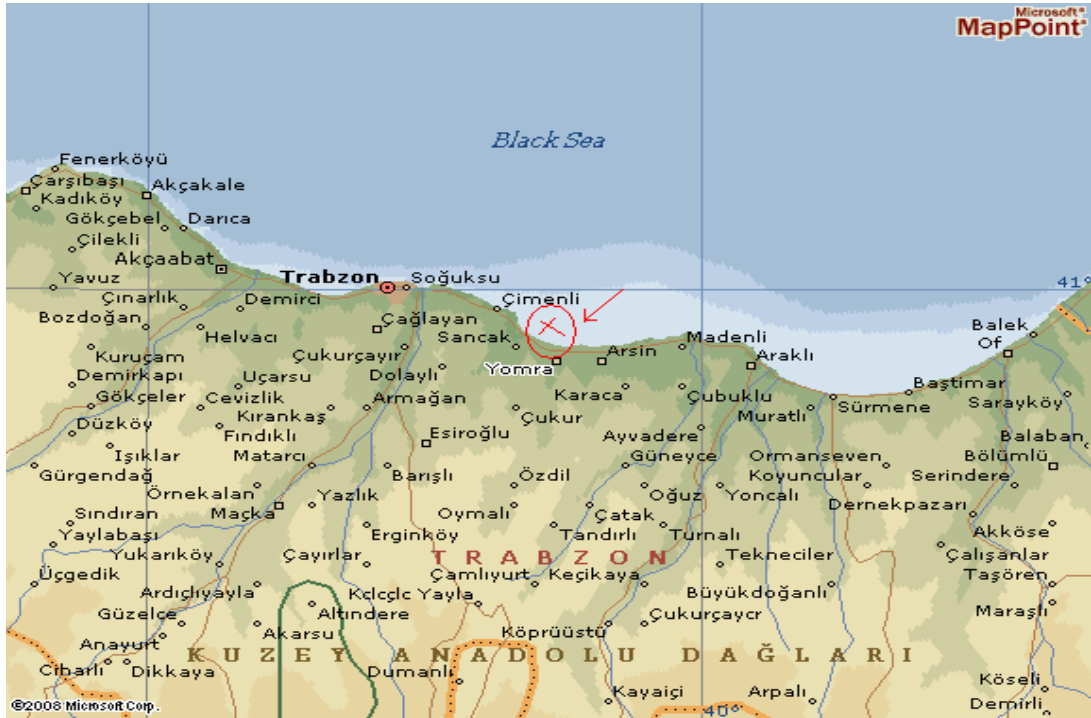 Microsoft®
MapPoint®
Black Sea
Fenerköyü
Çarşıbaşı
Akçakale
Kadıköy
Gökçebel
Darıca
Çilekli
Akçaabat
Trabzon
Soğuksu
41°
Yavuz
Çınarlık
Demirci
Çimenli
Bozdoğan
Helvacı
Çağlayan
Sancak
Madenli
Balek
Of
Kuruçam
Çukurçayır
Yomra
Arsin
Araklı
Demirkapı
Uçarsu
Dolaylı
Karaca
Çubuklu
Baştimar
Gökçeler
Cevizlik
Kırankaş
Armağan
Çukur
Muratlı
Sürmene
Sarayköy
Düzköy
Fındıklı
Esiroğlu
Ayvadere
Balaban
Işıklar
Matarcı
Güneyce
Ormanseven
Bölümlü
Gürgendağ
Barışlı
Özdil
Koyuncular
Serindere
Örnekalan
Yazlık
Oğuz
Yoncalı
Sındıran
Maçka
Oymalı
Çatak
Dernekpazarı
Akköse
Yaylabaşı
Erginköy
Tandırlı
Turnalı
Yukarıköy
Çayırlar
TRABZON
Tekneciler
Çalışanlar
Üçgedik
Çamlıyurt
Keçikaya
Taşören
Ardıçlıyayla
Kclçlc Yayla
Büyükdoğanlı
Güzelce
Altındere
Maraşlı
Anayurt
Akarsu
Köprüüstü
Çukurçaycr
KUZEY ANADOLU DAĞLARI
Ciharlı
Dikkaya
Dumanlı
Köseli
Kayaiçi
40°
Arpalı
Demirli
©2008 Microsoft Corp.